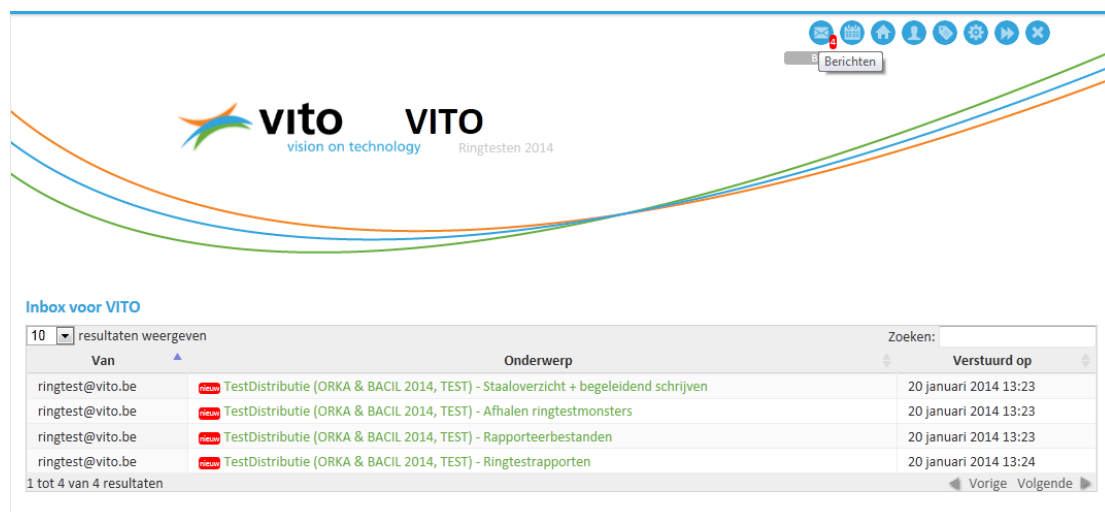 4
Berichten
vito VITO
vision on technology Ringtesten 2014
Inbox voor VITO
10 resultaten weergeven Zoeken:
Van Onderwerp Verstuurd op
ringtest@vito.be nieuw TestDistributie (ORKA & BACIL 2014, TEST) - Staaloverzicht + begeleidend schrijven 20 januari 2014 13:23
ringtest@vito.be nieuw TestDistributie (ORKA & BACIL 2014, TEST) - Afhalen ringtestmonsters 20 januari 2014 13:23
ringtest@vito.be nieuw TestDistributie (ORKA & BACIL 2014, TEST) - Rapporteerbestanden 20 januari 2014 13:23
ringtest@vito.be nieuw TestDistributie (ORKA & BACIL 2014, TEST) - Ringtestrapporten 20 januari 2014 13:24
1 tot 4 van 4 resultaten Vorige Volgende